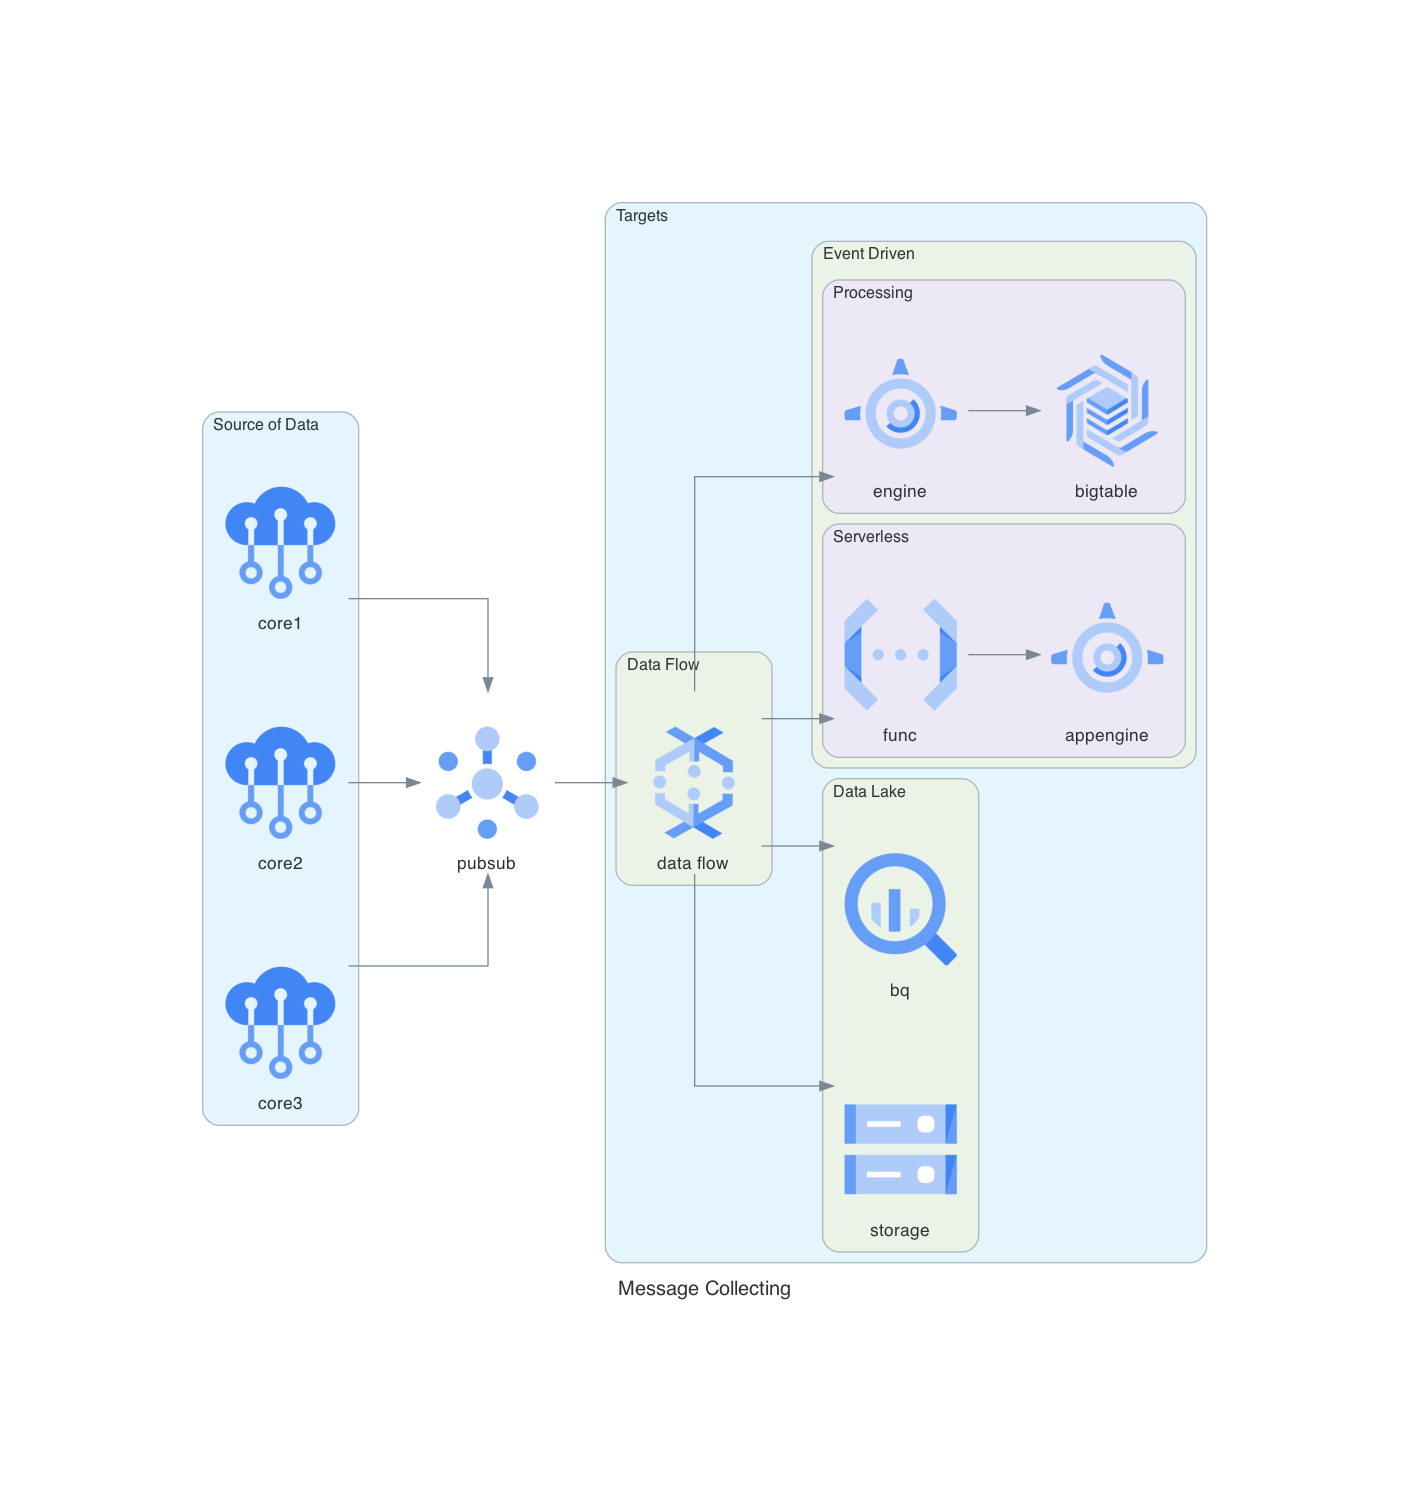 Targets
Event Driven
Processing
engine
bigtable
Serverless
func
appengine
Source of Data
core1
core2
core3
pubsub
Data Flow
data flow
Data Lake
bq
storage
Message Collecting